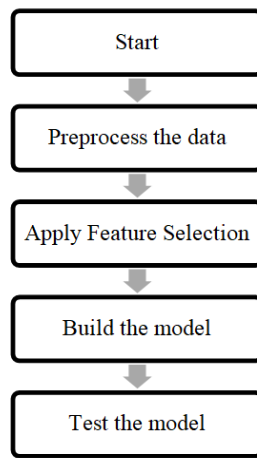 Start
Preprocess the data
Apply Feature Selection
Build the model
Test the model